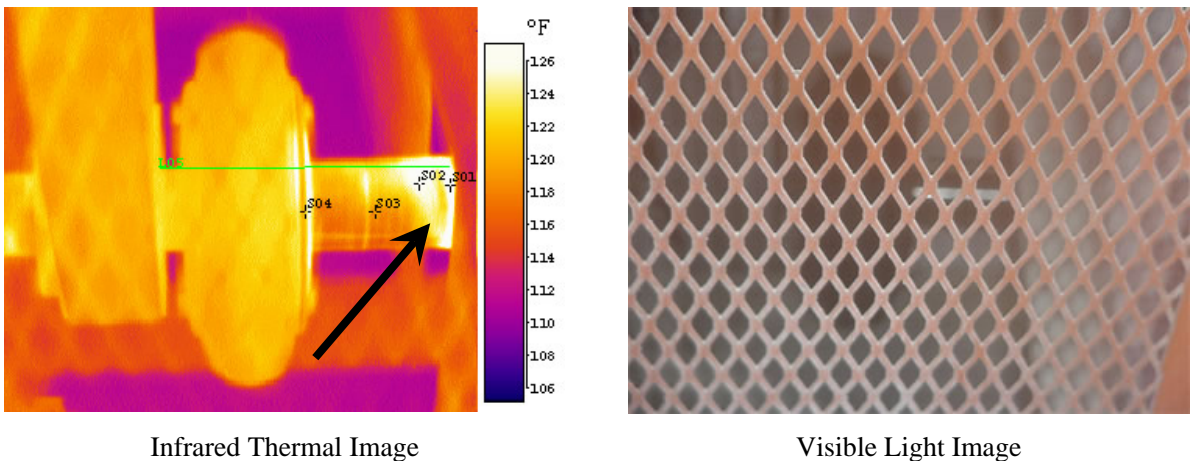 °F
126
124
122
120
118
116
114
112
110
108
106
L05
S02
S01
S04
S03
Infrared Thermal Image
Visible Light Image